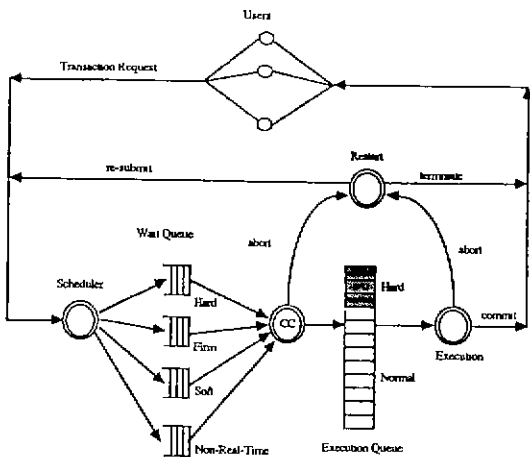 Users
Transaction Request
Restart
re-submit
terminate
Wait Queue
abort
abort
Scheduler
Hard
Hard
CC
commit
Firm
Execution
Soft
Normal
Non-Real-Time
Execution Queue